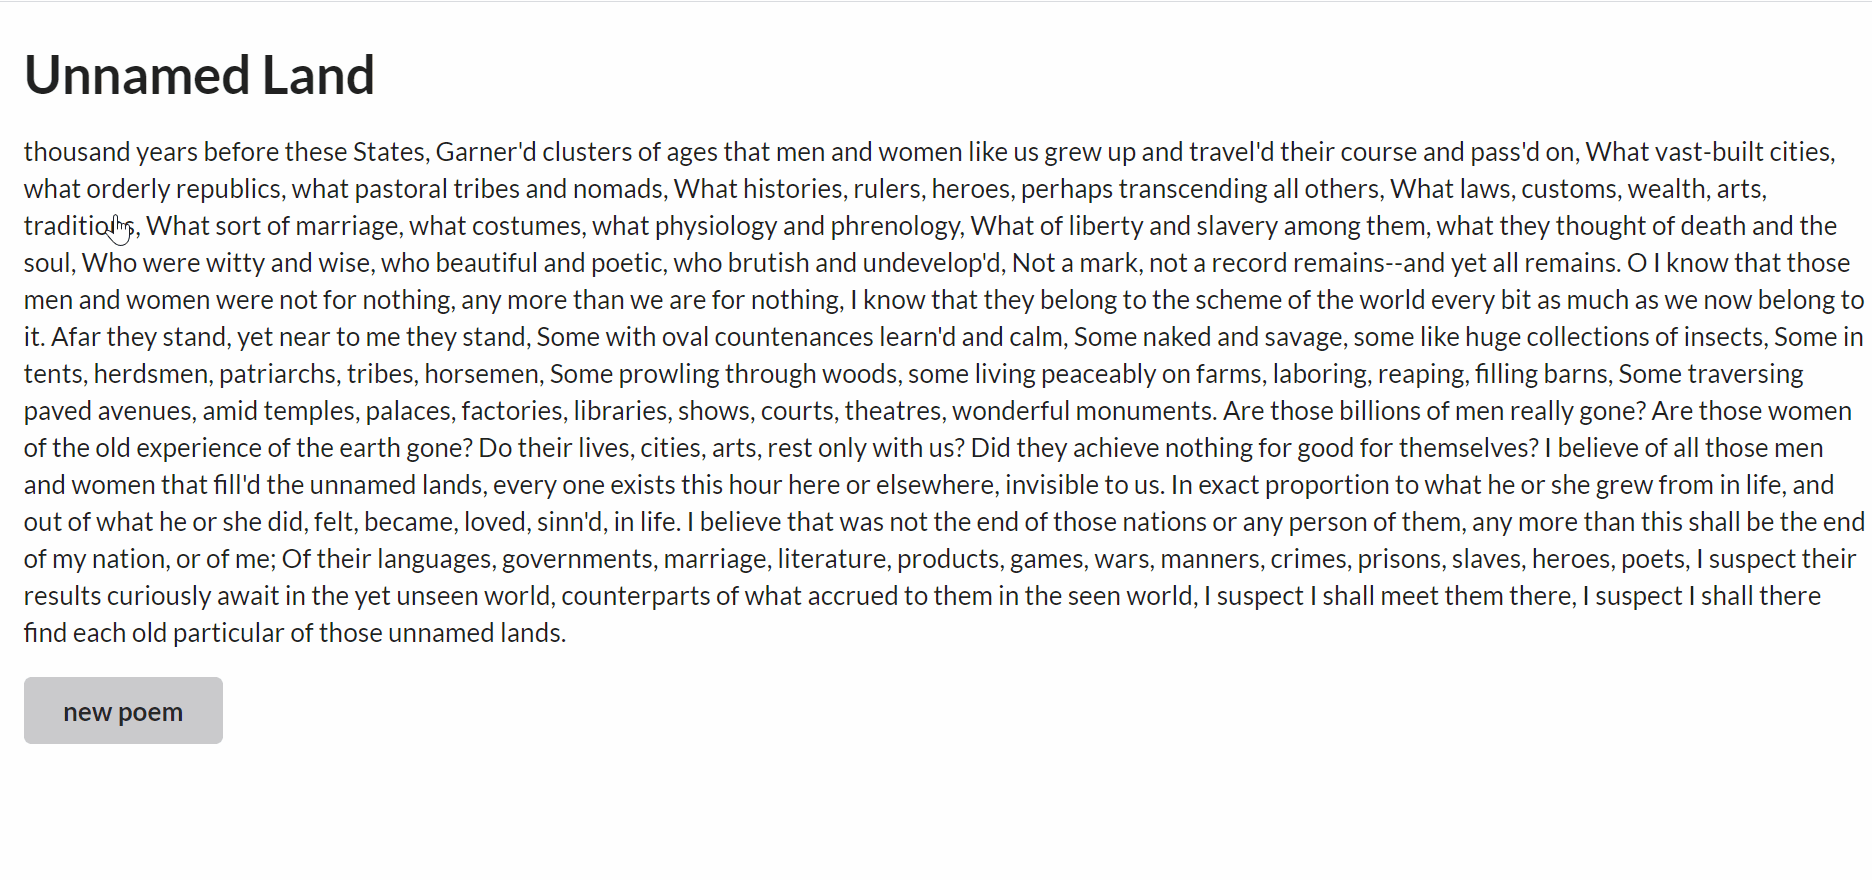 Unnamed Land
thousand years before these States, Garner'd clusters of ages that men and women like us grew up and travel'd their course and pass'd on, What vast-built cities,
what orderly republics, what pastoral tribes and nomads, What histories, rulers, heroes, perhaps transcending all others, What laws, customs, wealth, arts,
traditions, What sort of marriage, what costumes, what physiology and phrenology, What of liberty and slavery among them, what they thought of death and the
soul, Who were witty and wise, who beautiful and poetic, who brutish and undevelop'd, Not a mark, not a record remains--and yet all remains. O I know that those
men and women were not for nothing, any more than we are for nothing, I know that they belong to the scheme of the world every bit as much as we now belong to
it. Afar they stand, yet near to me they stand, Some with oval countenances learn'd and calm, Some naked and savage, some like huge collections of insects, Some in
tents, herdsmen, patriarchs, tribes, horsemen, Some prowling through woods, some living peaceably on farms, laboring, reaping, filling barns, Some traversing
paved avenues, amid temples, palaces, factories, libraries, shows, courts, theatres, wonderful monuments. Are those billions of men really gone? Are those women
of the old experience of the earth gone? Do their lives, cities, arts, rest only with us? Did they achieve nothing for good for themselves? I believe of all those men
and women that fill'd the unnamed lands, every one exists this hour here or elsewhere, invisible to us. In exact proportion to what he or she grew from in life, and
out of what he or she did, felt, became, loved, sinn'd, in life. I believe that was not the end of those nations or any person of them, any more than this shall be the end
of my nation, or of me; Of their languages, governments, marriage, literature, products, games, wars, manners, crimes, prisons, slaves, heroes, poets, I suspect their
results curiously await in the yet unseen world, counterparts of what accrued to them in the seen world, I suspect I shall meet them there, I suspect I shall there
find each old particular of those unnamed lands.
new poem